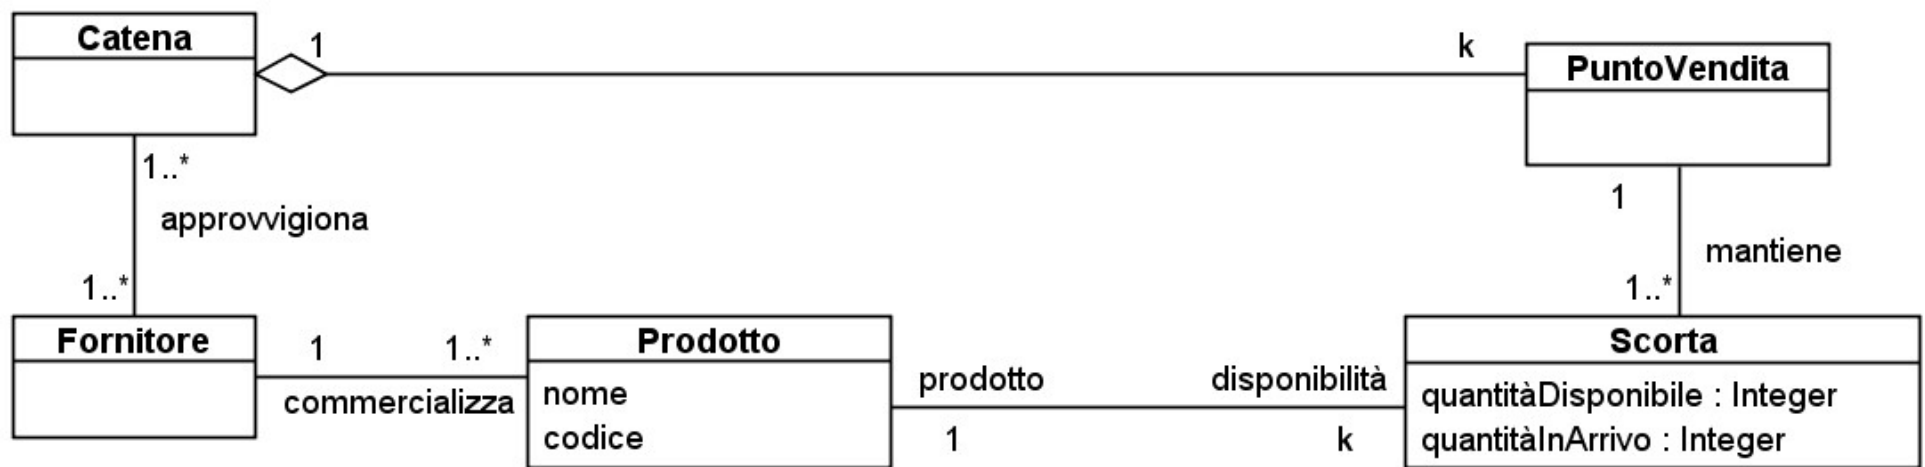 Catena
1
k
PuntoVendita
1..*
approvvigiona
1
mantiene
1..*
1..*
Fornitore
1
1..*
commercializza
Prodotto
nome
codice
prodotto
disponibilità
1
k
Scorta
quantitàDisponibile : Integer
quantitàInArrivo : Integer